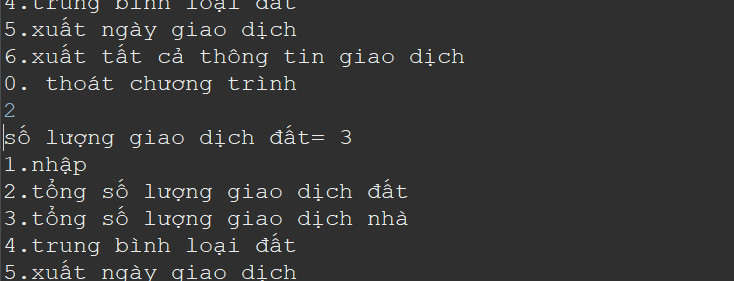 4.trung bình loại đất
5.xuất ngày giao dịch
6.xuất tất cả thông tin giao dịch
0. thoát chương trình
2
số lượng giao dịch đất= 3
1.nhập
2.tổng số lượng giao dịch đất
3.tổng số lượng giao dịch nhà
4.trung bình loại đất
5.xuất ngày giao dịch